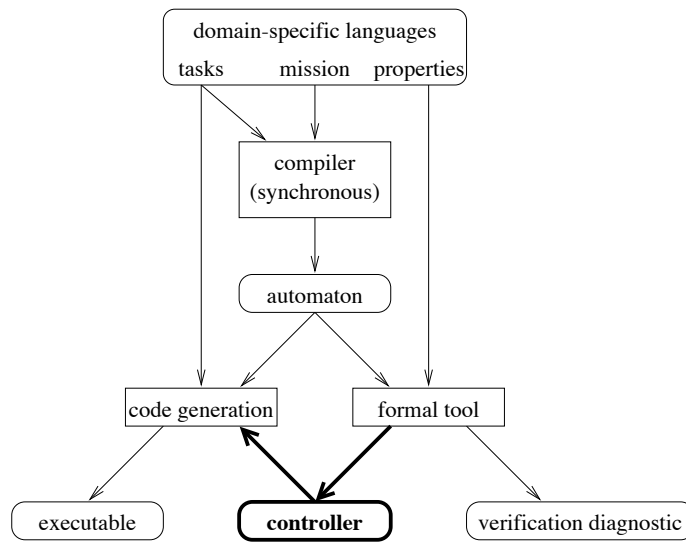 domain-specific languages
tasks mission properties
compiler
(synchronous)
automaton
code generation formal tool
executable controller verification diagnostic